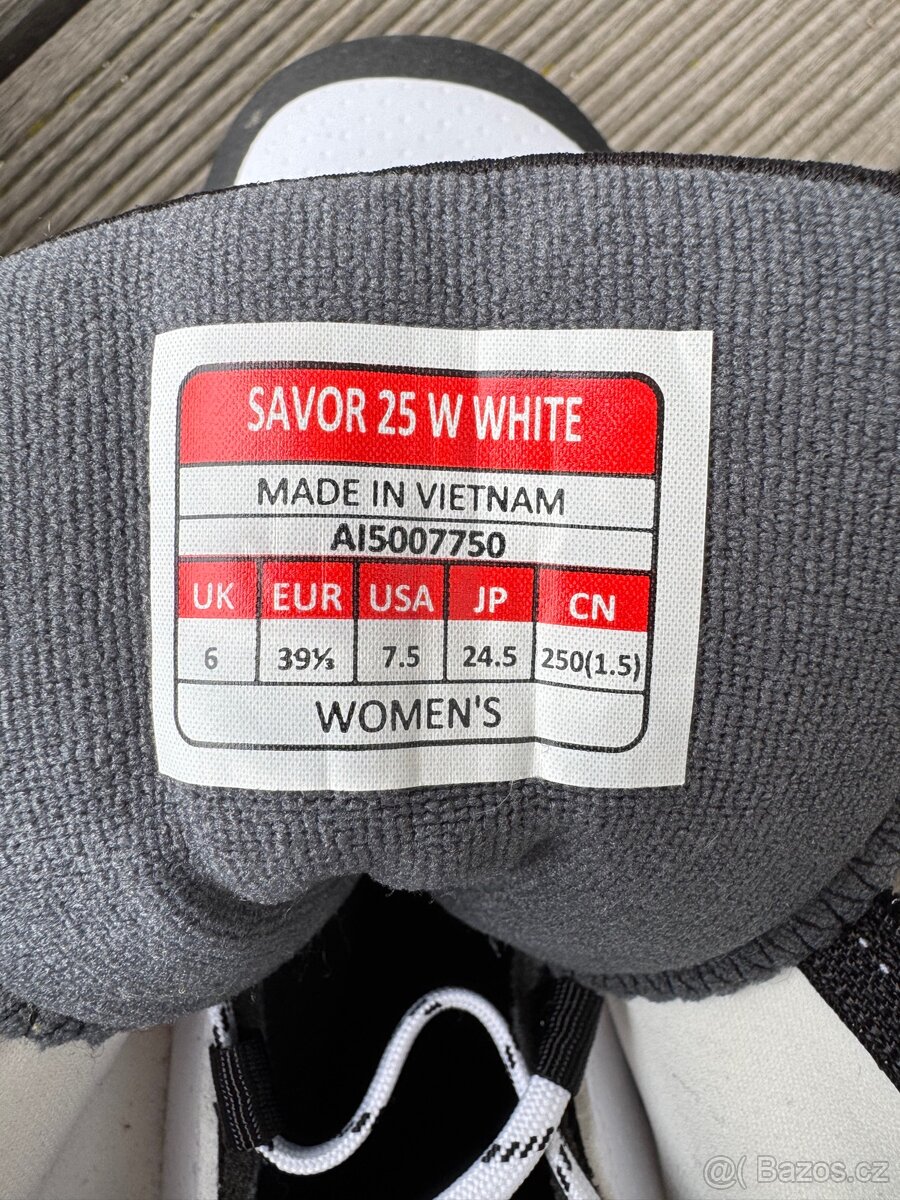 SAVOR 25 W WHITE
MADE IN VIETNAM
AI5007750
UK EUR USA JP CN
6 39⅓ 7.5 24.5 250(1.5)
WOMEN'S
@( Bazos.cz